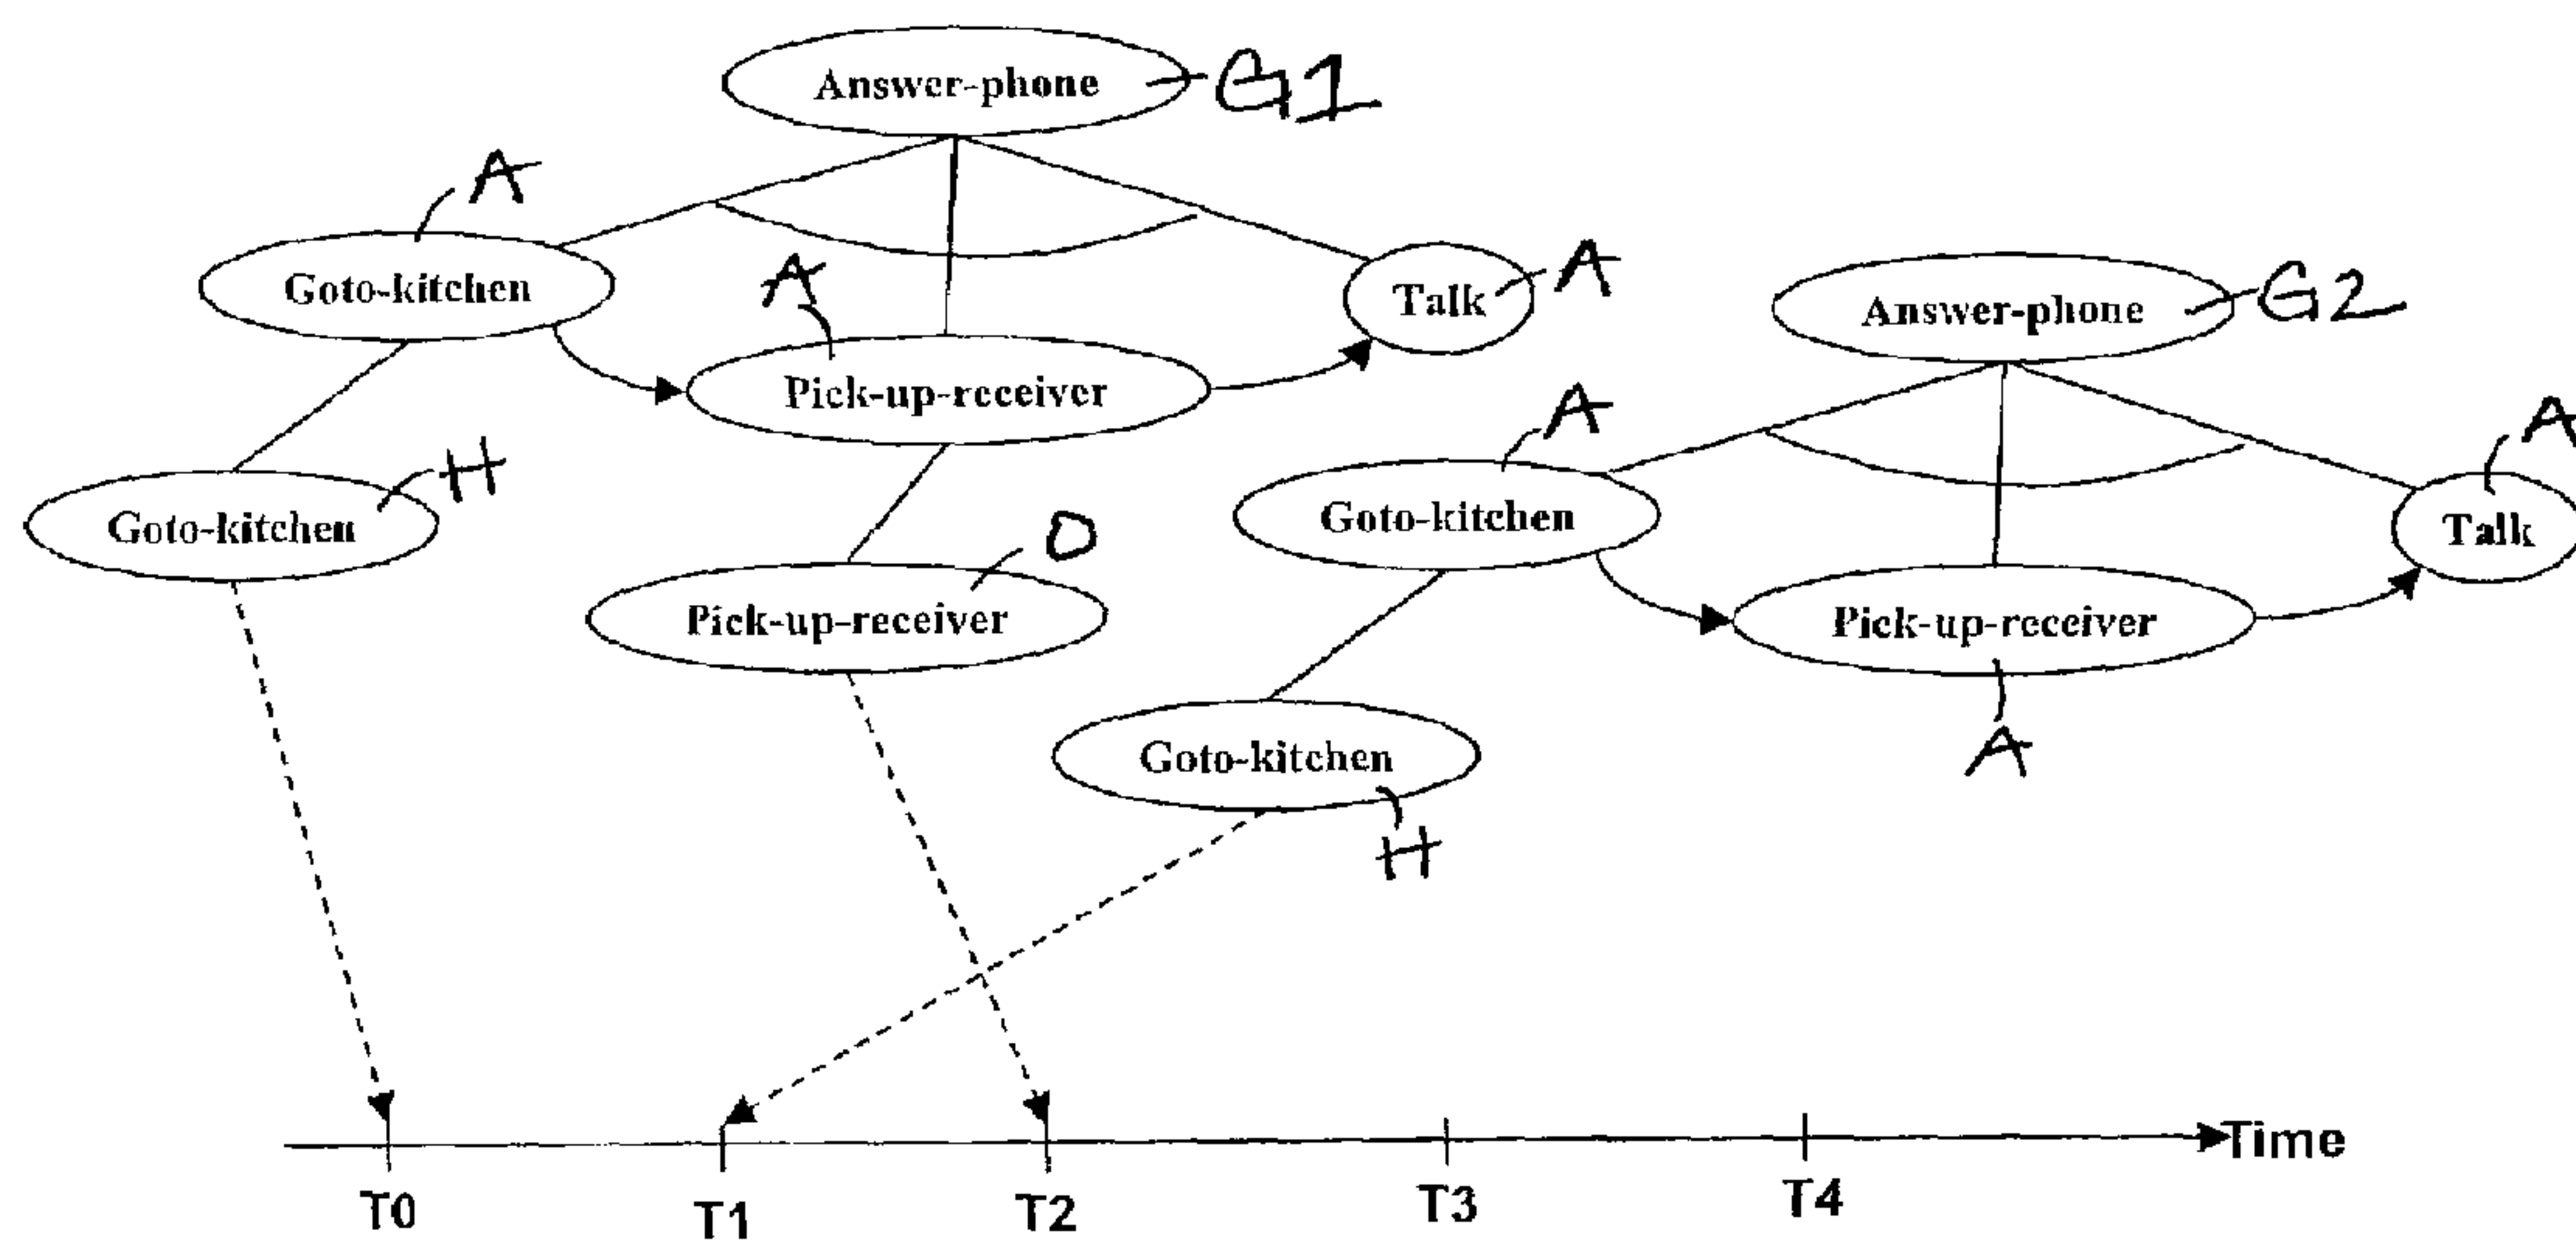 Answer-phone G1
A
Goto-kitchen
A
Talk A
Answer-phone G2
Pick-up-receiver
A
A
Goto-kitchen H
Goto-kitchen
Talk
O
Pick-up-receiver
Pick-up-receiver
A
Goto-kitchen
H
Time
T0 T1 T2 T3 T4